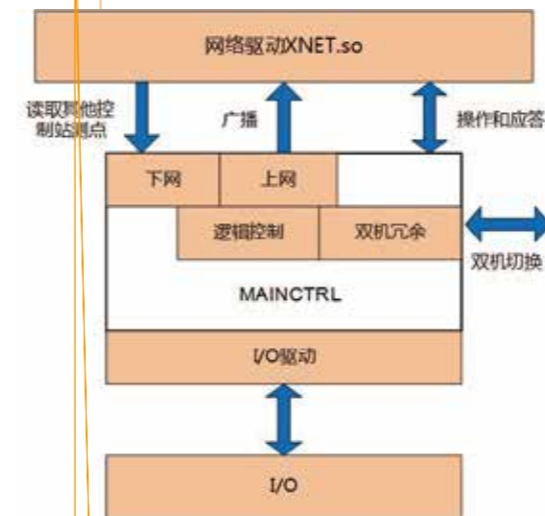 网络驱动XNET.so
读取其他控
制站测点
广播
操作和应答
下网
上网
逻辑控制
双机冗余
双机切换
MAINCTRL
I/O驱动
I/O